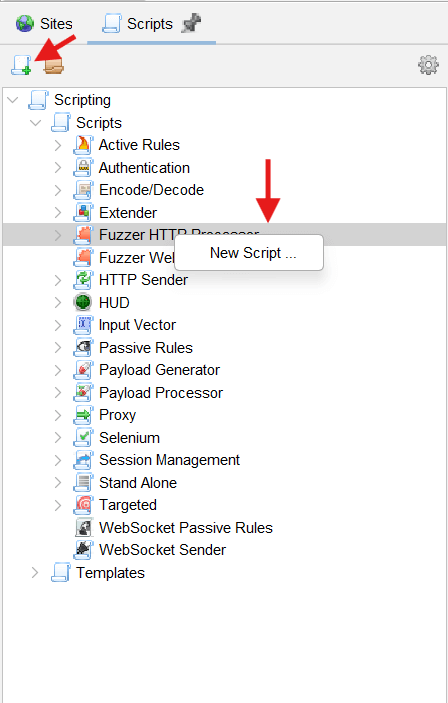 Sites Scripts
Scripting
Scripts
Active Rules
Authentication
Encode/Decode
Extender
Fuzzer HTTP Processor
New Script ...
Fuzzer
HTTP Sender
HUD
Input Vector
Passive Rules
Payload Generator
Payload Processor
Proxy
Selenium
Session Management
Stand Alone
Targeted
WebSocket Passive Rules
WebSocket Sender
Templates